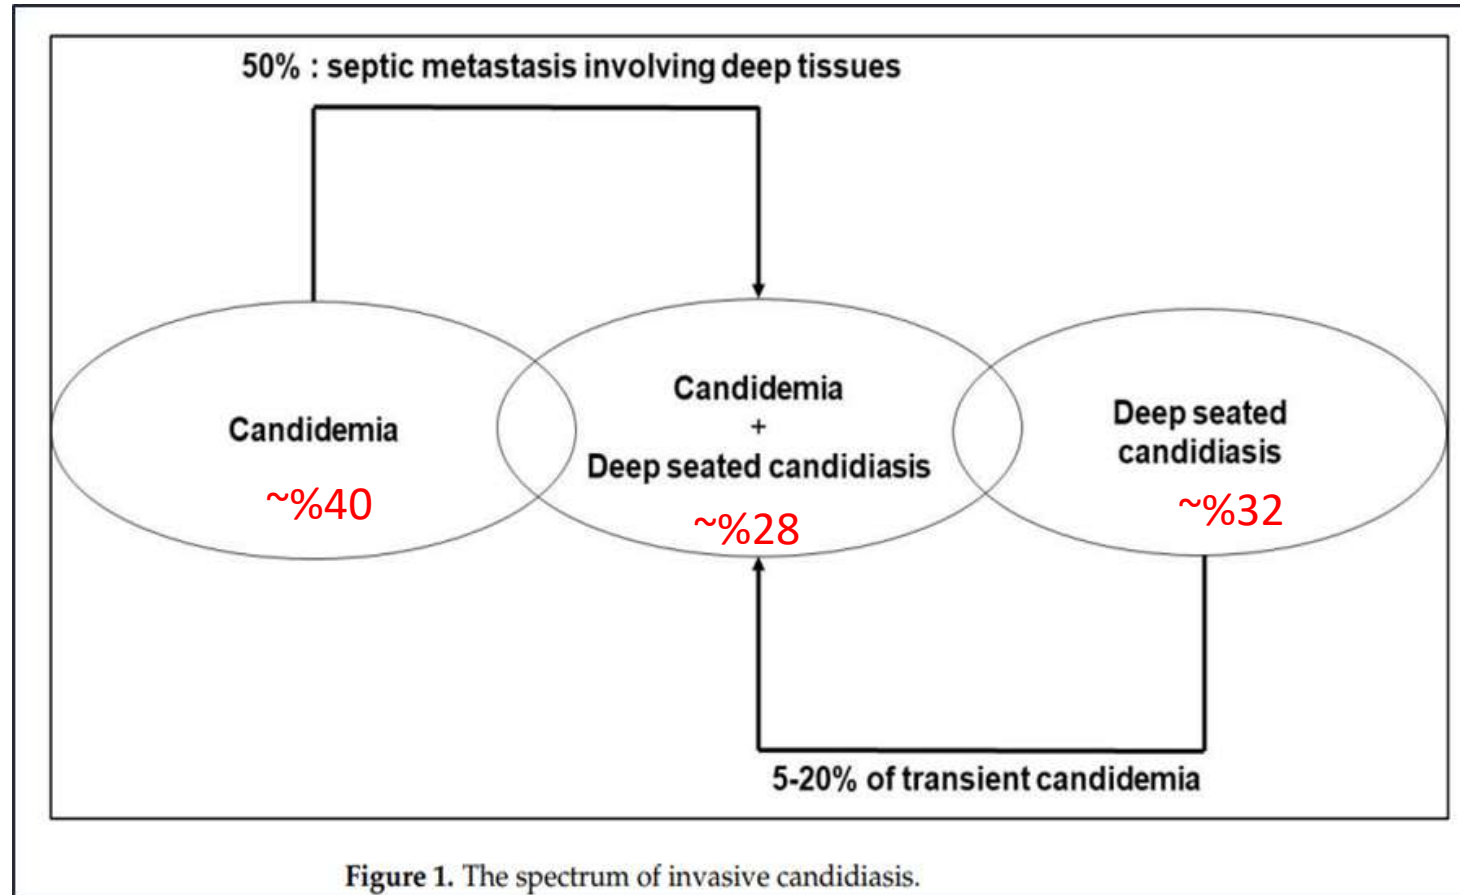 50% : septic metastasis involving deep tissues
Candidemia
~%40
Candidemia
+
Deep seated candidiasis
~%28
Deep seated
candidiasis
~%32
5-20% of transient candidemia
Figure 1. The spectrum of invasive candidiasis.